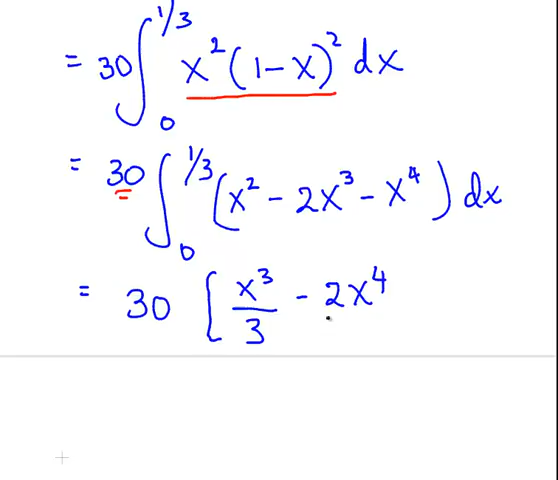 = 30 ∫₀^{1/3} x²(1-x)² dx
= 30 ∫₀^{1/3} (x² - 2x³ - x⁴) dx
= 30 [ x³/3 - 2x⁴